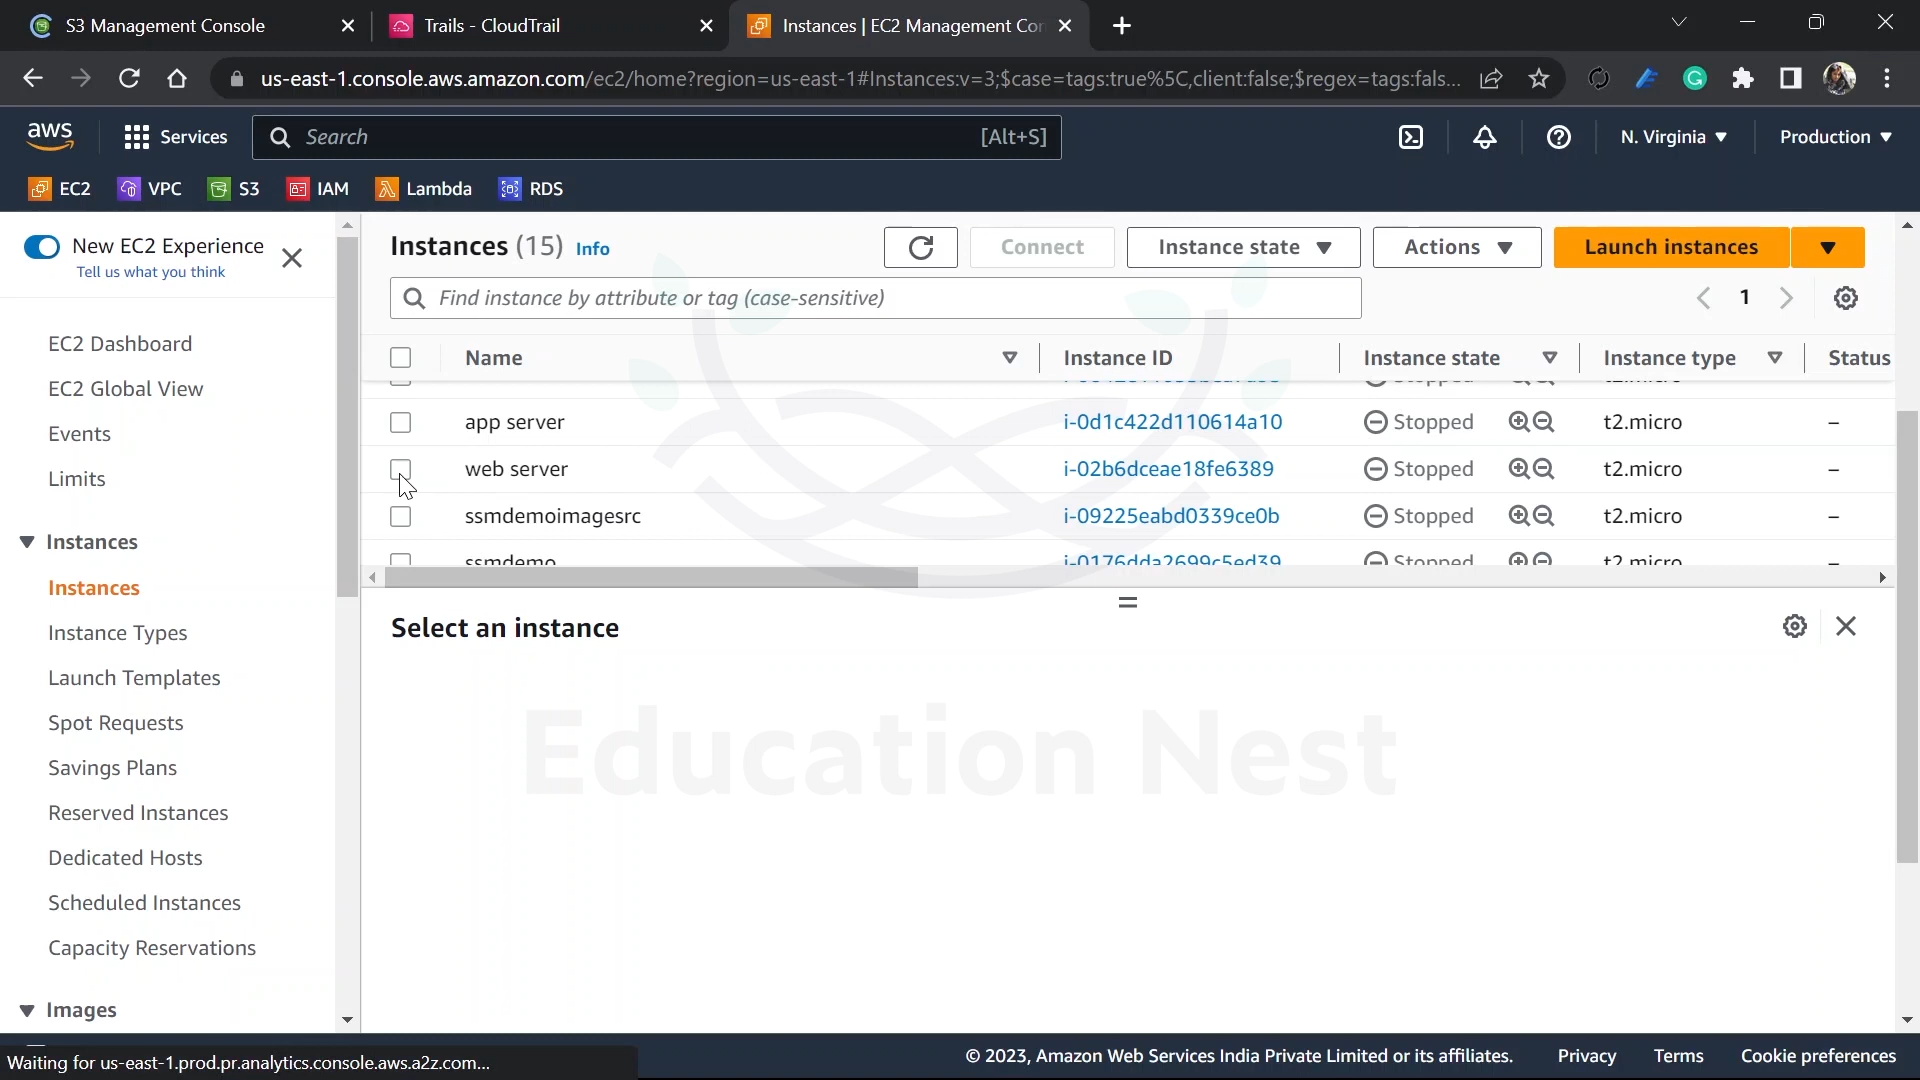 S3 Management Console
Trails - CloudTrail
Instances | EC2 Management Cor
us-east-1.console.aws.amazon.com/ec2/home?region=us-east-1#Instances:v=3;$case=tags:true%5C,client:false;$regex=tags:fals...
aws Services Search [Alt+S] N. Virginia Production
EC2 VPC S3 IAM Lambda RDS
New EC2 Experience
Tell us what you think
EC2 Dashboard
EC2 Global View
Events
Limits
Instances
Instances
Instance Types
Launch Templates
Spot Requests
Savings Plans
Reserved Instances
Dedicated Hosts
Scheduled Instances
Capacity Reservations
Images
Instances (15) Info Connect Instance state Actions Launch instances
Find instance by attribute or tag (case-sensitive) 1
Name Instance ID Instance state Instance type Status
Stopped t2.micro
app server i-0d1c422d110614a10 Stopped t2.micro –
web server i-02b6dceae18fe6389 Stopped t2.micro –
ssmdemoimagesrc i-09225eabd0339ce0b Stopped t2.micro –
ssmdemo i-0176dda2699c5ed39 Stopped t2.micro –
Select an instance
Education Nest
Waiting for us-east-1.prod.pr.analytics.console.aws.a2z.com...
© 2023, Amazon Web Services India Private Limited or its affiliates. Privacy Terms Cookie preferences